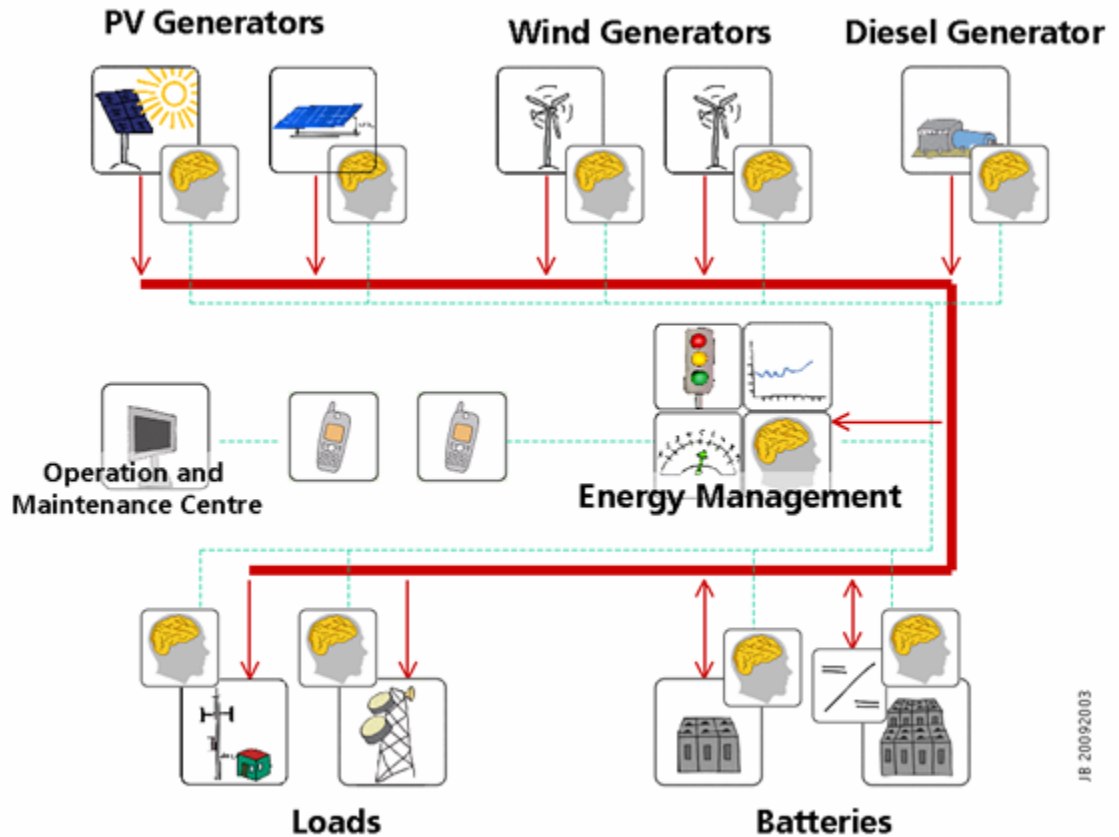 PV Generators
Wind Generators
Diesel Generator
Operation and
Maintenance Centre
Energy Management
Loads
Batteries
JB 20092003